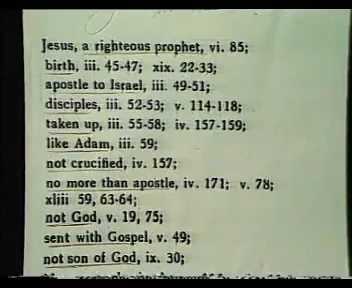 Jesus, a righteous prophet, vi. 85;
birth, iii. 45-47; xix. 22-33;
apostle to Israel, iii. 49-51;
disciples, iii. 52-53; v. 114-118;
taken up, iii. 55-58; iv. 157-159;
like Adam, iii. 59;
not crucified, iv. 157;
no more than apostle, iv. 171; v. 78;
xliii 59, 63-64;
not God, v. 19, 75;
sent with Gospel, v. 49;
not son of God, ix. 30;